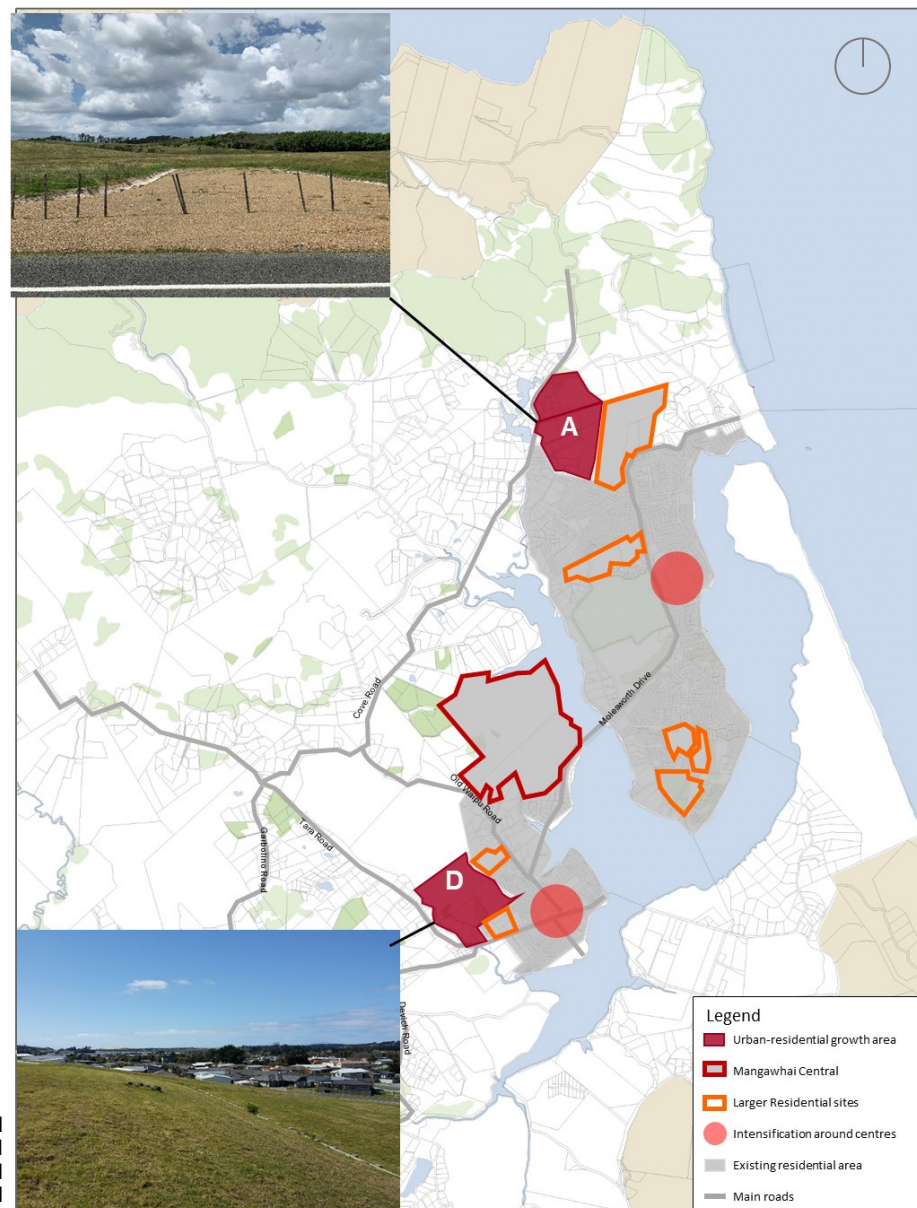 A
Cove Road
Molesworth Drive
Old Waipu Road
Tara Road
Garbolino Road
D
Devich Road
Legend
Urban-residential growth area
Mangawhai Central
Larger Residential sites
Intensification around centres
Existing residential area
Main roads